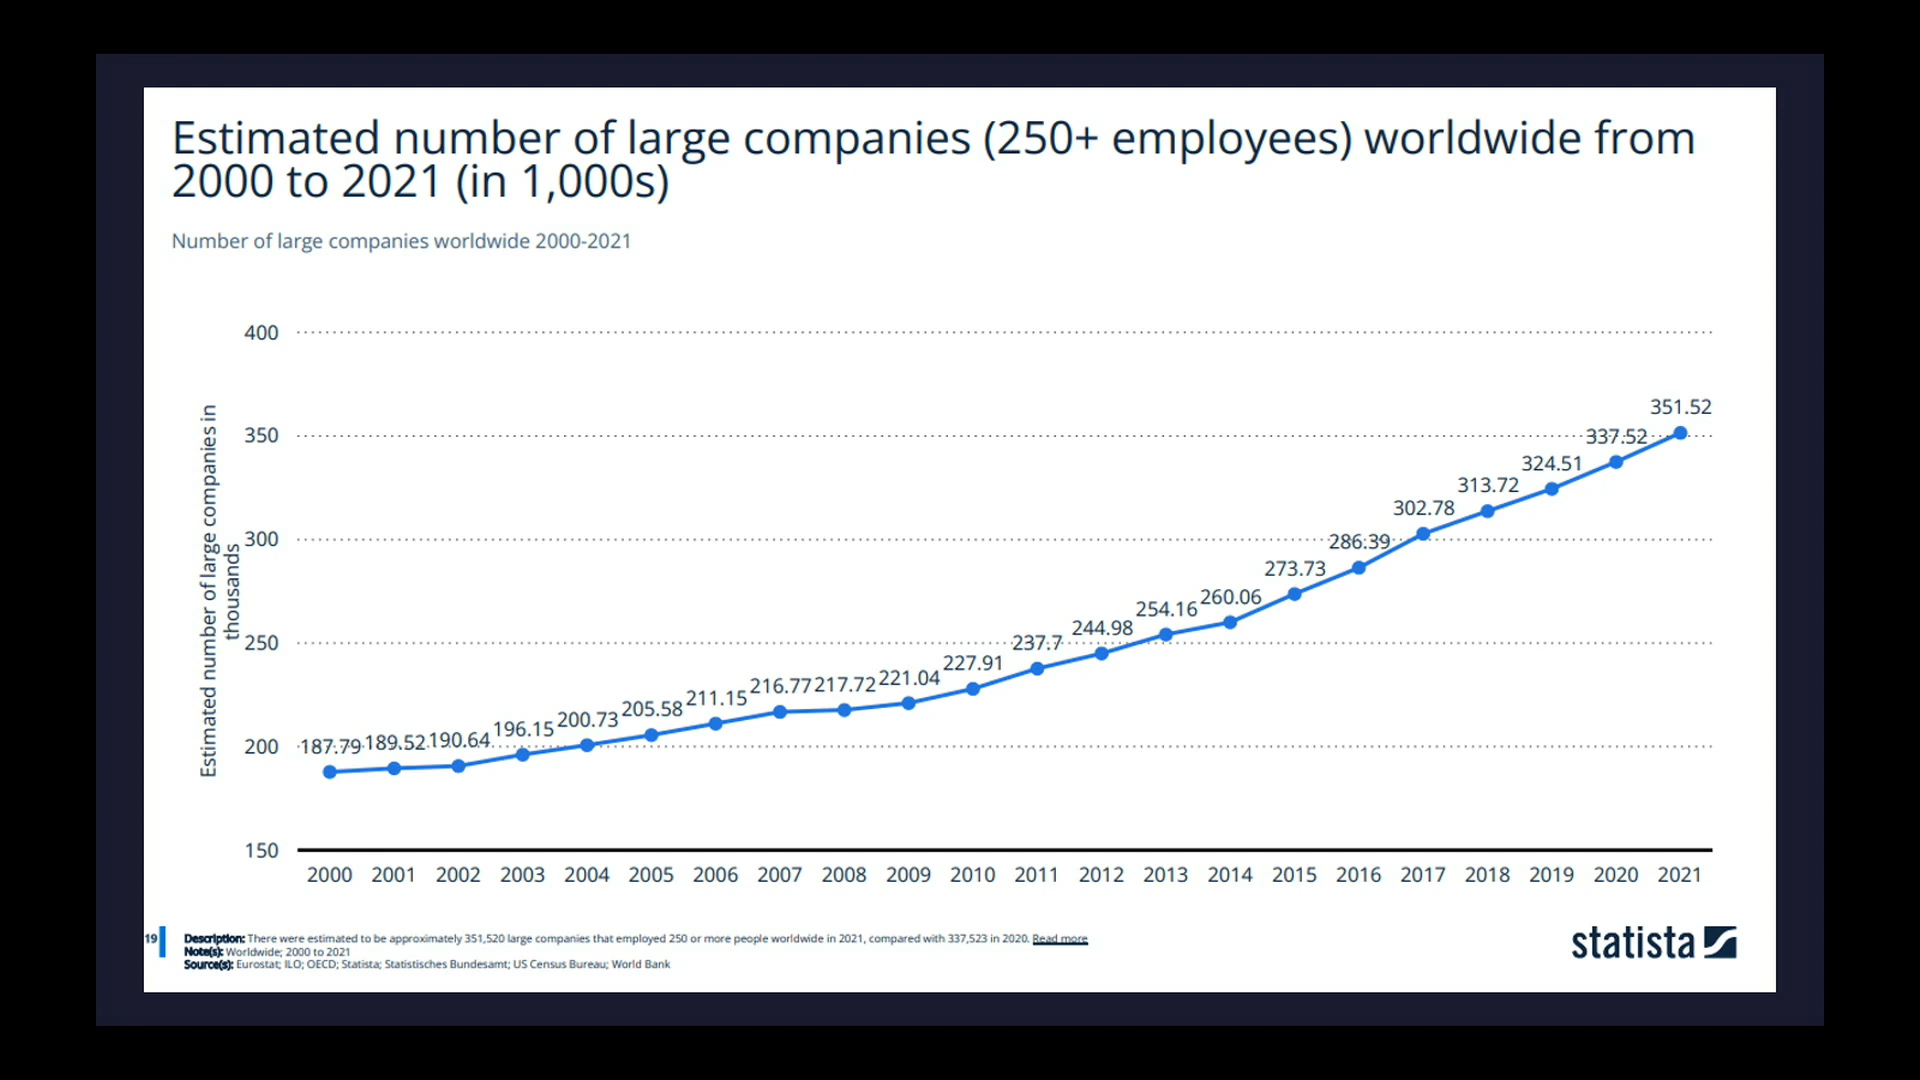 Estimated number of large companies (250+ employees) worldwide from
2000 to 2021 (in 1,000s)
Number of large companies worldwide 2000-2021
Estimated number of large companies in
thousands
400
350
300
250
200
150
187.79
189.52
190.64
196.15
200.73
205.58
211.15
216.77
217.72
221.04
227.91
237.7
244.98
254.16
260.06
273.73
286.39
302.78
313.72
324.51
337.52
351.52
2000 2001 2002 2003 2004 2005 2006 2007 2008 2009 2010 2011 2012 2013 2014 2015 2016 2017 2018 2019 2020 2021
19
Description: There were estimated to be approximately 351,520 large companies that employed 250 or more people worldwide in 2021, compared with 337,523 in 2020. Read more
Note(s): Worldwide; 2000 to 2021
Source(s): Eurostat; ILO; OECD; Statista; Statistisches Bundesamt; US Census Bureau; World Bank
statista